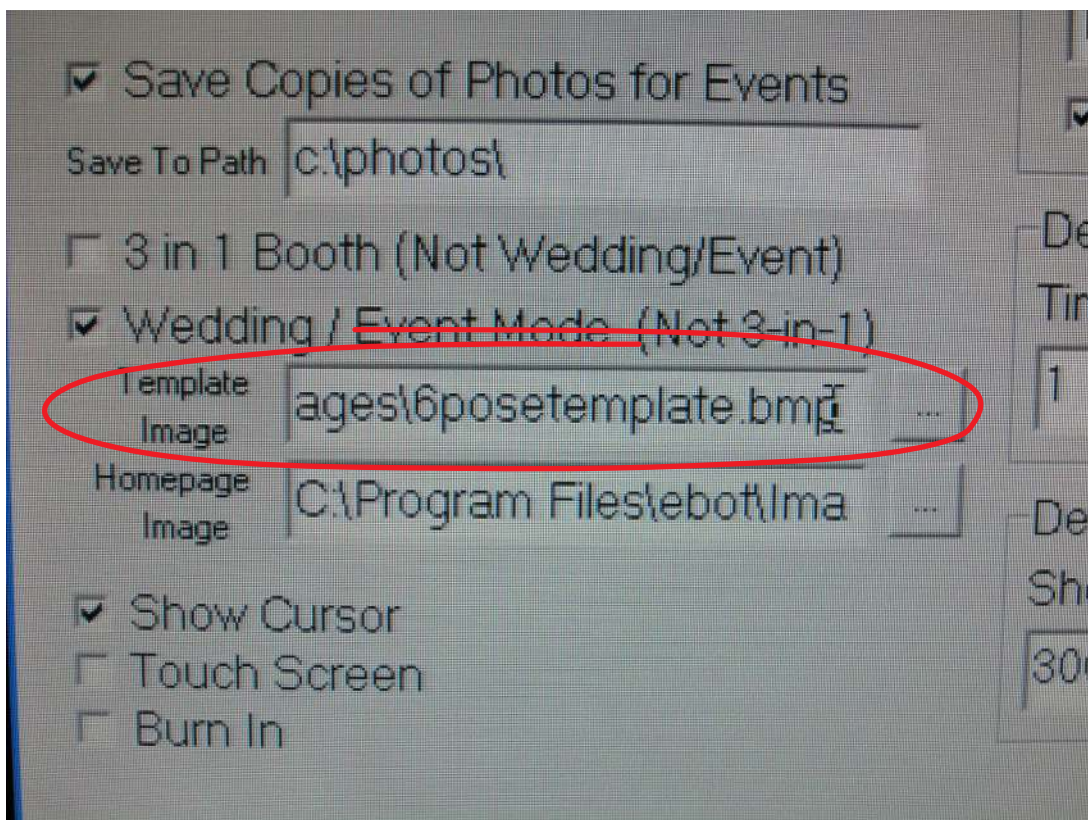 Save Copies of Photos for Events
Save To Path c:\photos\
3 in 1 Booth (Not Wedding/Event)
Wedding / Event Mode (Not 3-in-1)
Template
Image
ages\6posetemplate.bmp
...
Homepage
Image
C:\Program Files\ebot\Ima
...
Show Cursor
Touch Screen
Burn In
De
Tir
1
De
Sh
30